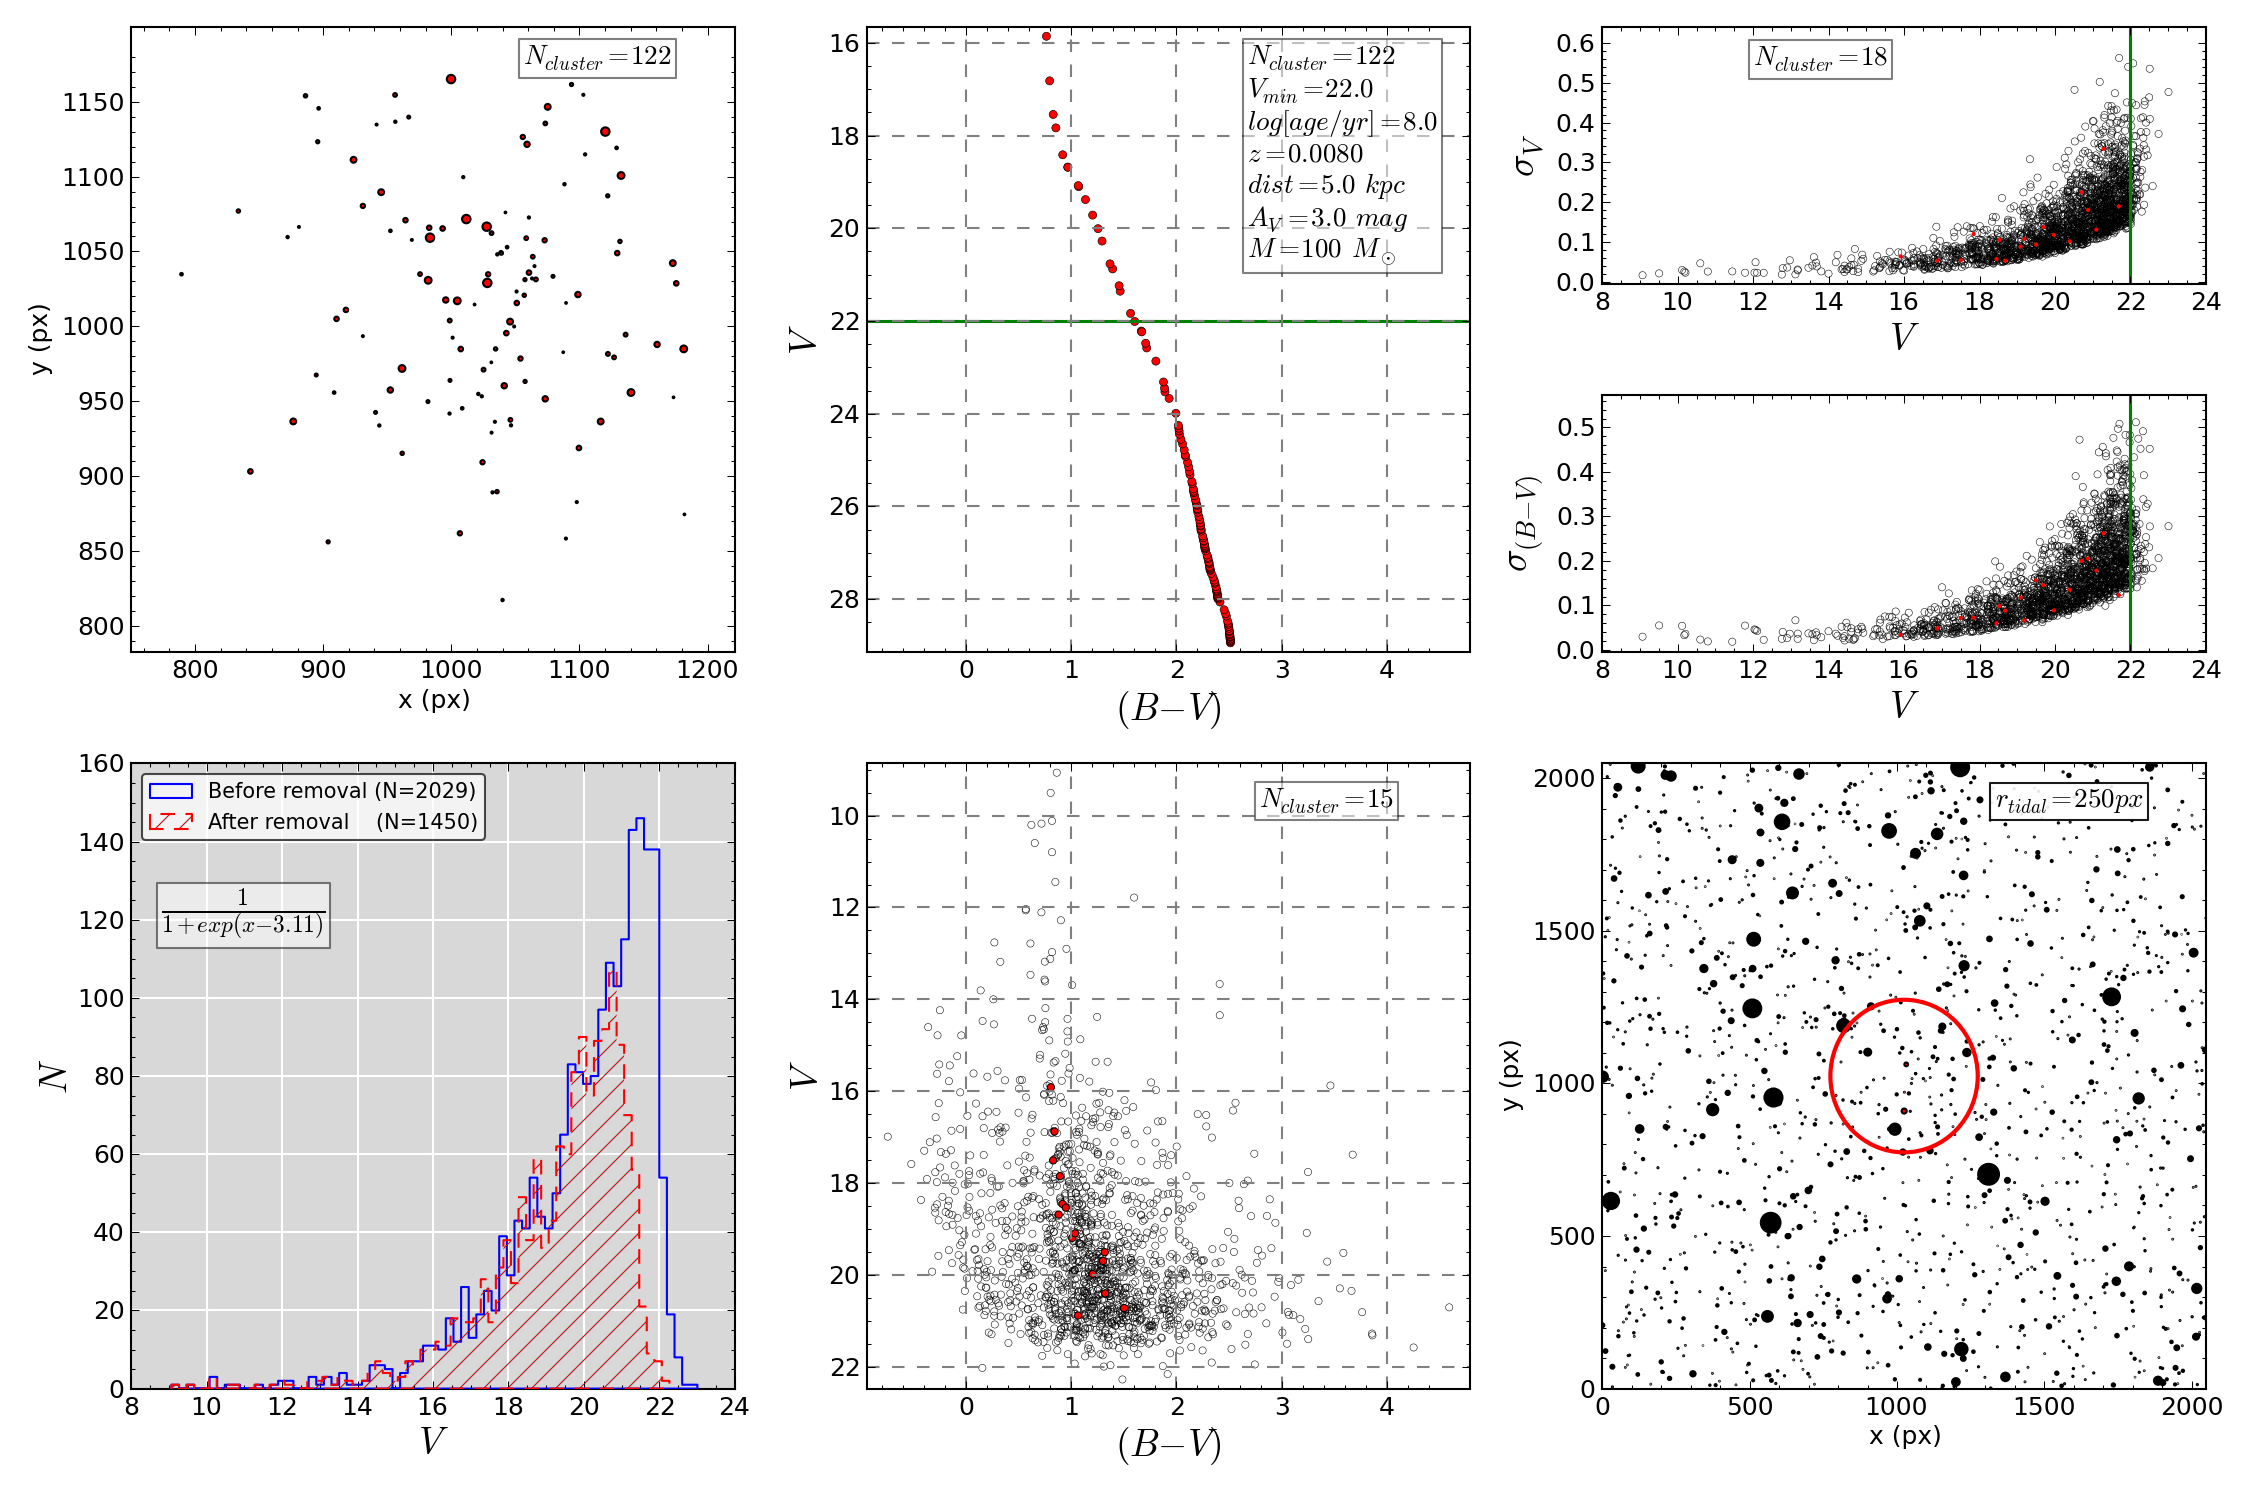 N_cluster=122
1150
1100
1050
1000
950
900
850
800
y (px)
800 900 1000 1100 1200
x (px)
N_cluster=122
V_min=22.0
log[age/yr]=8.0
z=0.0080
dist=5.0 kpc
A_V=3.0 mag
M=100 M_⊙
16
18
20
22
24
26
28
V
0 1 2 3 4
(B−V)
N_cluster=18
0.6
0.5
0.4
0.3
0.2
0.1
0.0
σ_V
8 10 12 14 16 18 20 22 24
V
0.5
0.4
0.3
0.2
0.1
0.0
σ_(B−V)
8 10 12 14 16 18 20 22 24
V
Before removal (N=2029)
After removal (N=1450)
1
1+exp(x−3.11)
160
140
120
100
80
60
40
20
0
N
8 10 12 14 16 18 20 22 24
V
N_cluster=15
10
12
14
16
18
20
22
V
0 1 2 3 4
(B−V)
r_tidal=250px
2000
1500
1000
500
0
y (px)
0 500 1000 1500 2000
x (px)